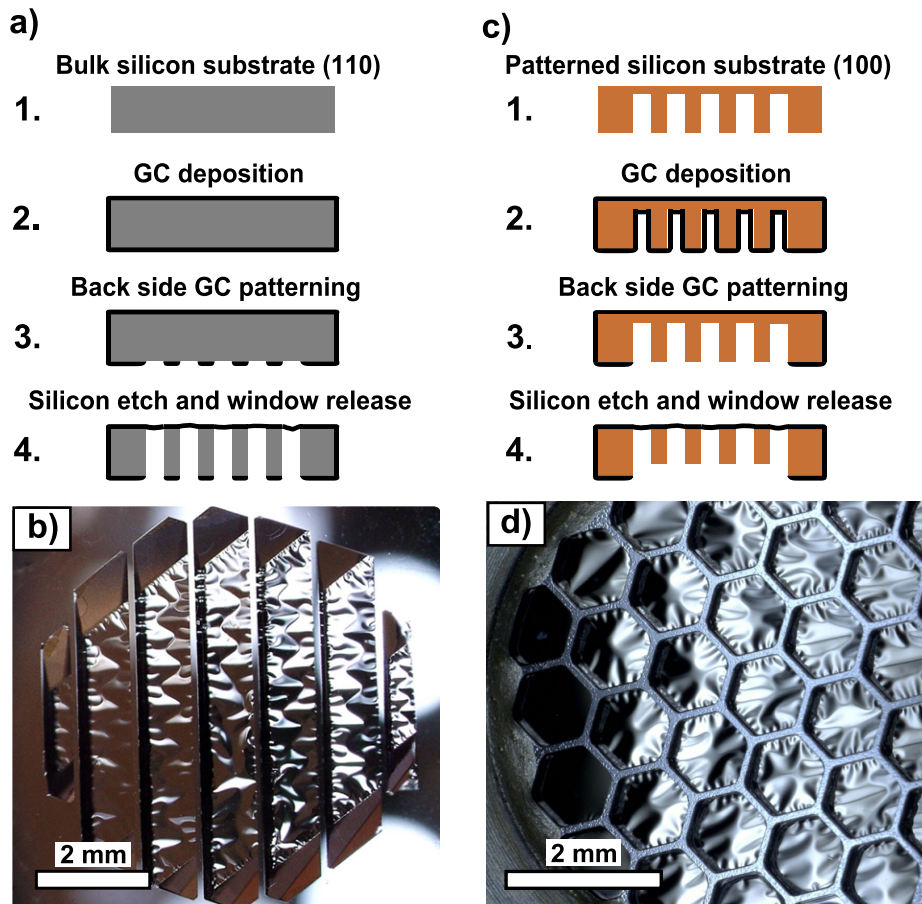 a)
Bulk silicon substrate (110)
1.
GC deposition
2.
Back side GC patterning
3.
Silicon etch and window release
4.
b)
2 mm
c)
Patterned silicon substrate (100)
1.
GC deposition
2.
Back side GC patterning
3.
Silicon etch and window release
4.
d)
2 mm